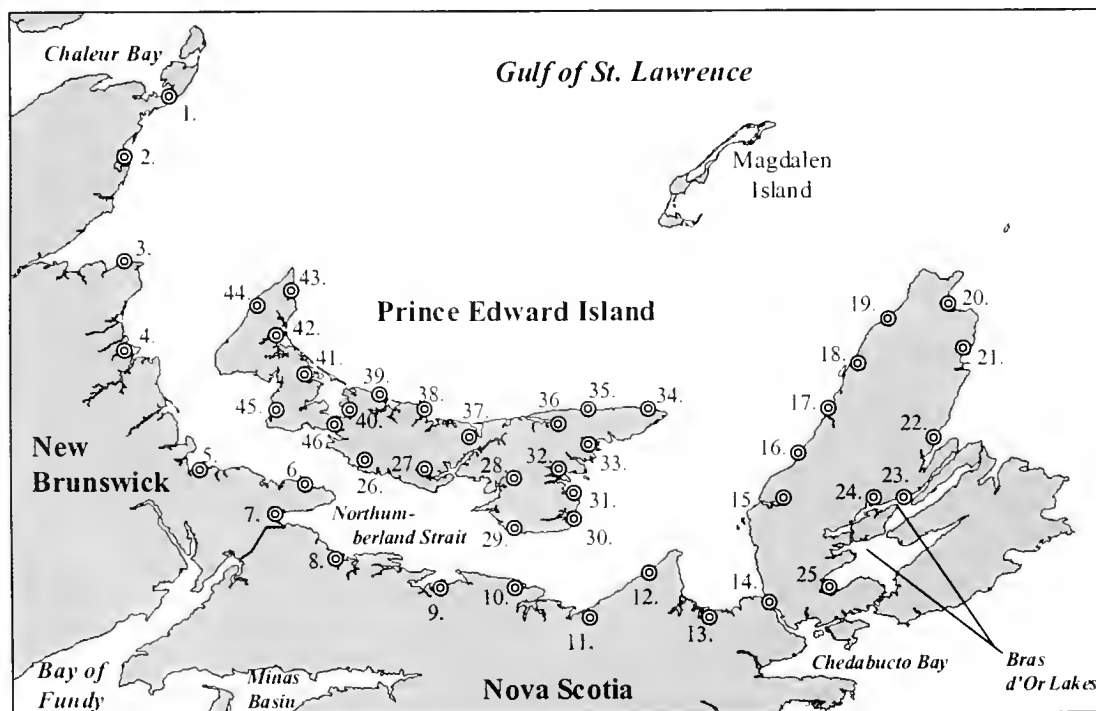 Chaleur Bay
Gulf of St. Lawrence
1.
2.
Magdalen
Island
3.
43.
44.
Prince Edward Island
19.
20.
42.
4.
41.
18.
21.
39.
38.
36
35.
34.
45.
40.
37.
17.
22.
46.
New
Brunswick
5.
6.
26.
27.
28.
32.
33.
16.
31.
15.
24.
23.
7.
Northum-
berland Strait
29.
30.
8.
9.
10.
12.
14.
25.
11.
13.
Bay of
Fundy
Minas
Basin
Nova Scotia
Chedabucto Bay
Bras
d'Or Lakes